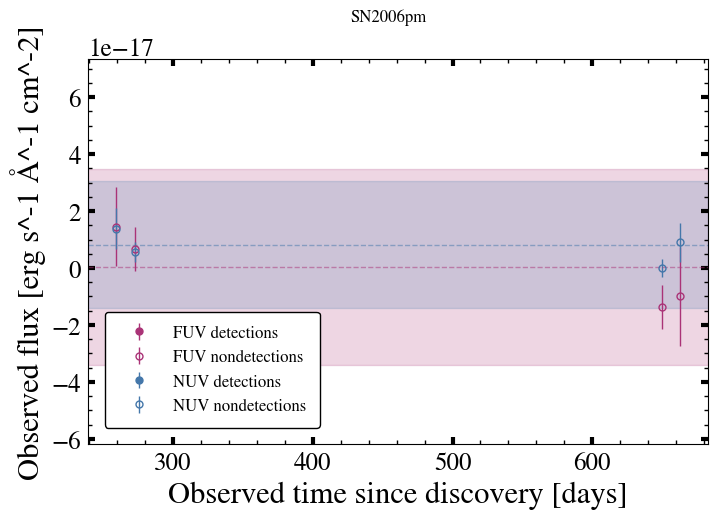 SN2006pm
1e−17
Observed flux [erg s^-1 Å^-1 cm^-2]
6
4
2
0
−2
−4
−6
FUV detections
FUV nondetections
NUV detections
NUV nondetections
300
400
500
600
Observed time since discovery [days]